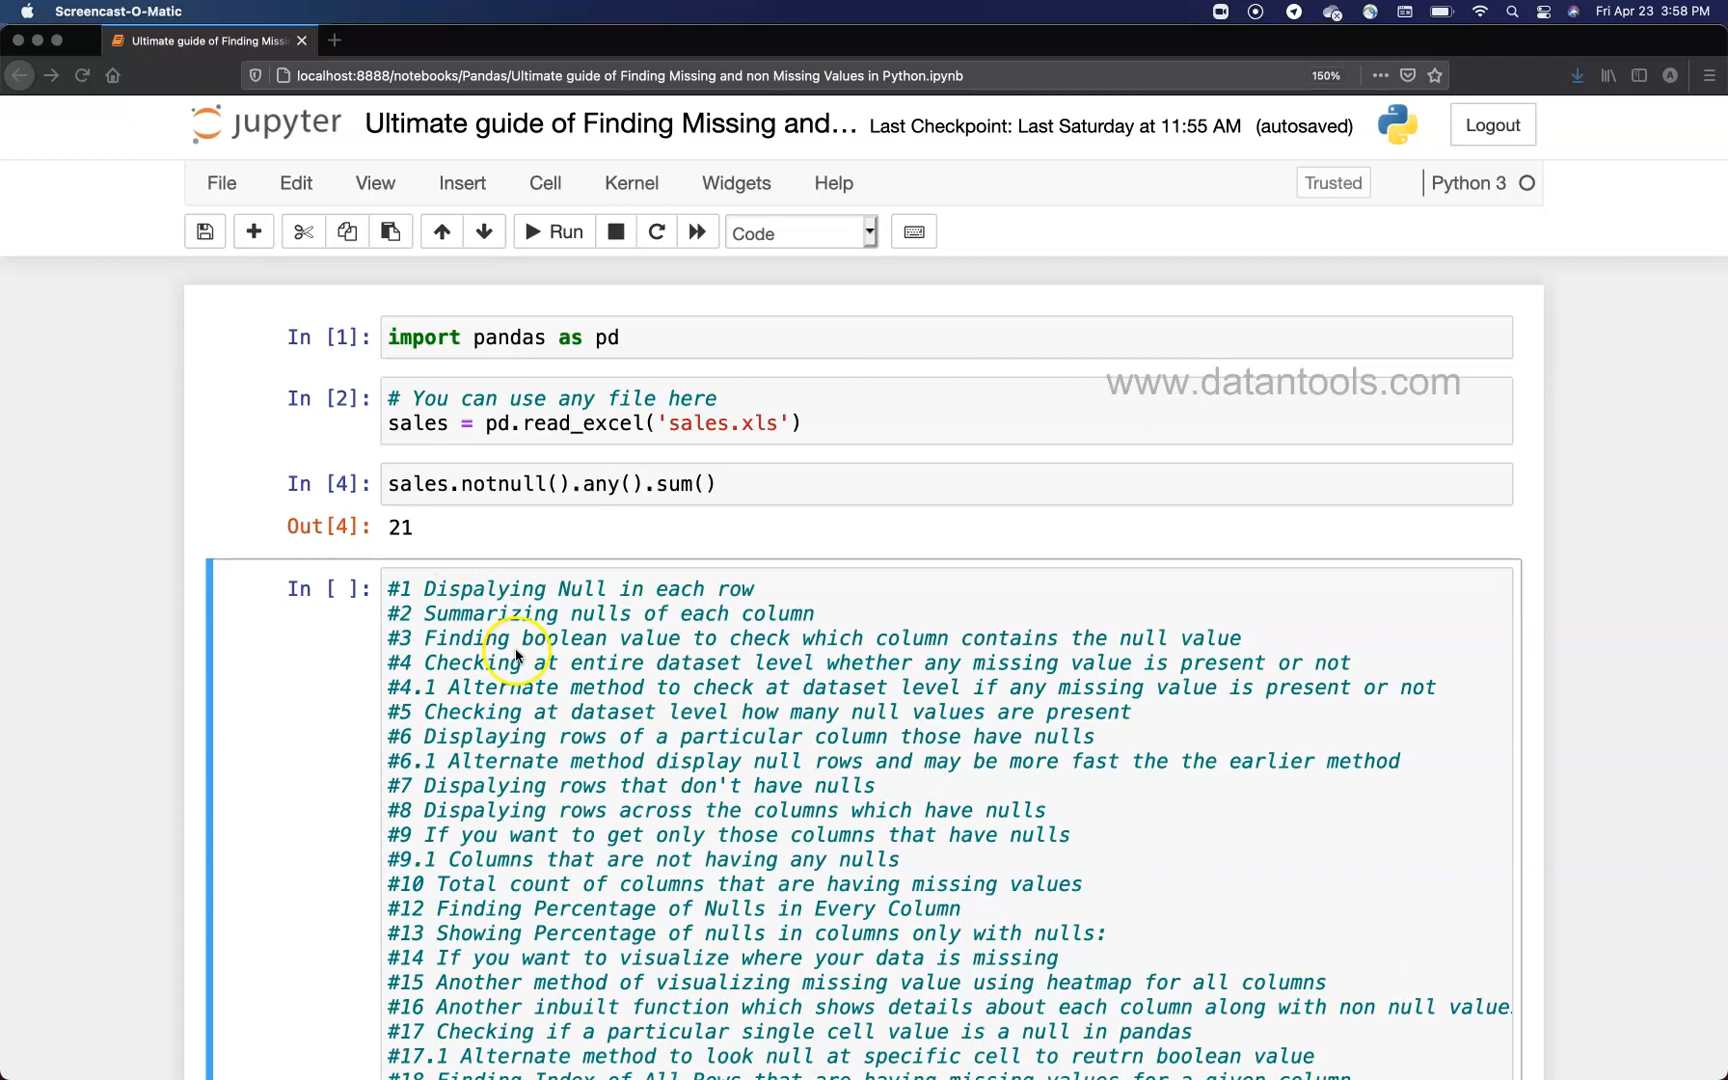 Screencast-O-Matic
Fri Apr 23 3:58 PM
Ultimate guide of Finding Missi
localhost:8888/notebooks/Pandas/Ultimate guide of Finding Missing and non Missing Values in Python.ipynb
150%
jupyter Ultimate guide of Finding Missing and... Last Checkpoint: Last Saturday at 11:55 AM (autosaved)
Logout
File Edit View Insert Cell Kernel Widgets Help
Trusted
Python 3
Run
Code
In [1]: import pandas as pd
www.datantools.com
In [2]: # You can use any file here
sales = pd.read_excel('sales.xls')
In [4]: sales.notnull().any().sum()
Out[4]: 21
In [ ]: #1 Dispalying Null in each row
#2 Summarizing nulls of each column
#3 Finding boolean value to check which column contains the null value
#4 Checking at entire dataset level whether any missing value is present or not
#4.1 Alternate method to check at dataset level if any missing value is present or not
#5 Checking at dataset level how many null values are present
#6 Displaying rows of a particular column those have nulls
#6.1 Alternate method display null rows and may be more fast the the earlier method
#7 Dispalying rows that don't have nulls
#8 Dispalying rows across the columns which have nulls
#9 If you want to get only those columns that have nulls
#9.1 Columns that are not having any nulls
#10 Total count of columns that are having missing values
#12 Finding Percentage of Nulls in Every Column
#13 Showing Percentage of nulls in columns only with nulls:
#14 If you want to visualize where your data is missing
#15 Another method of visualizing missing value using heatmap for all columns
#16 Another inbuilt function which shows details about each column along with non null value
#17 Checking if a particular single cell value is a null in pandas
#17.1 Alternate method to look null at specific cell to reutrn boolean value
#18 Finding Index of All Rows that are having missing values for a given column